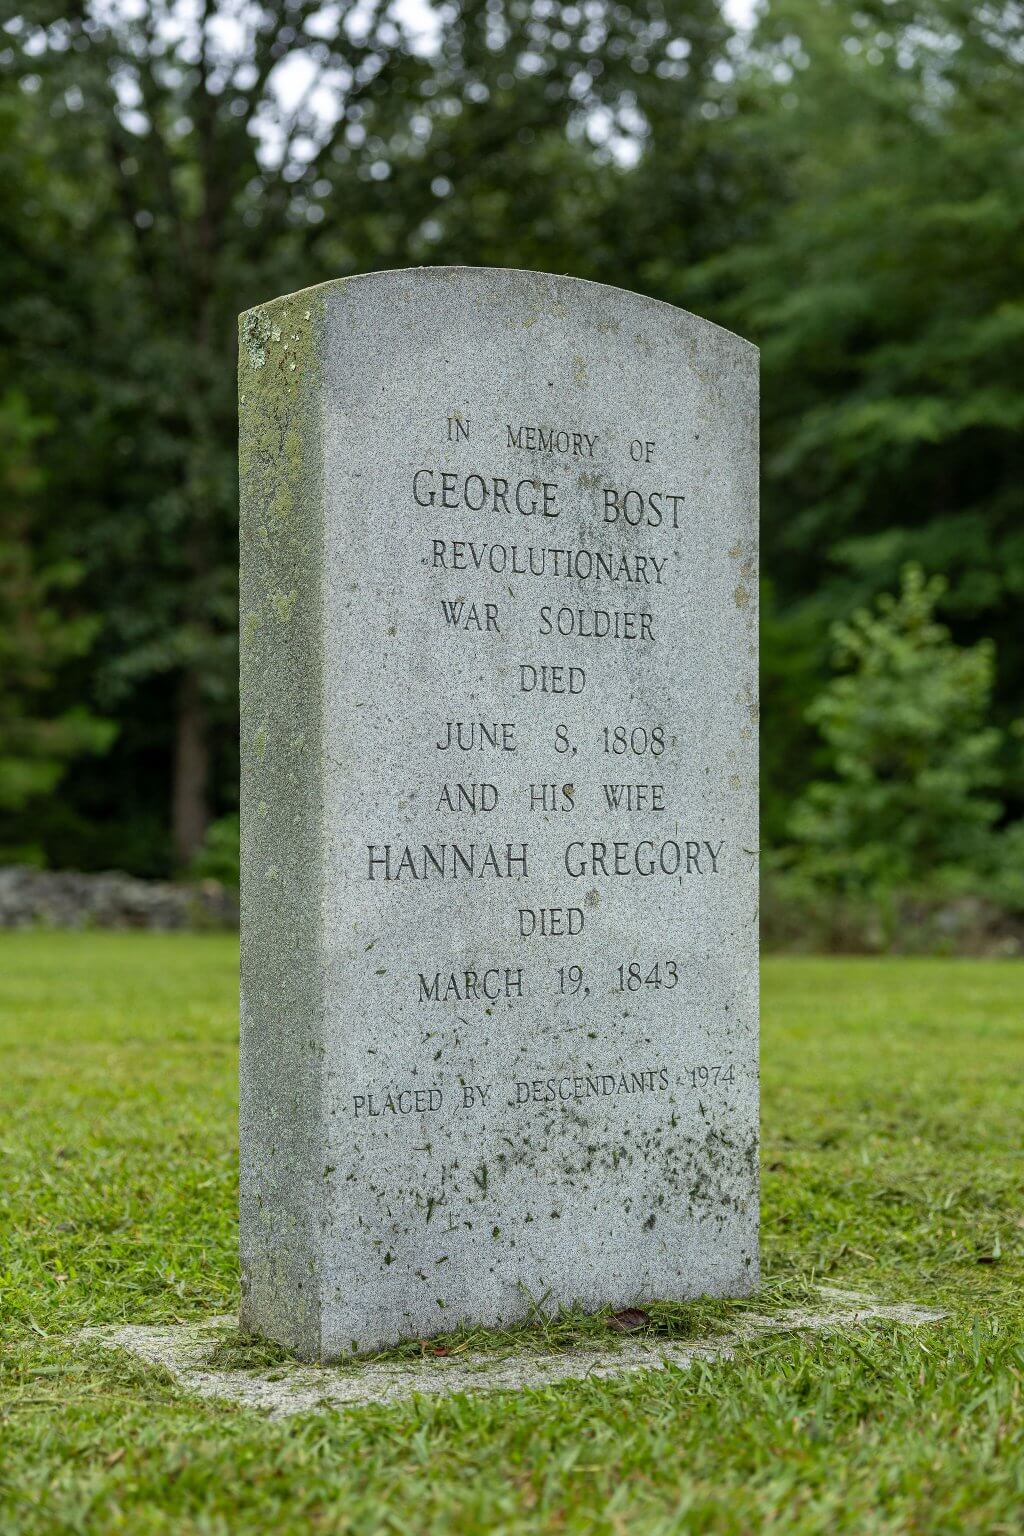 IN MEMORY OF
GEORGE BOST
REVOLUTIONARY
WAR SOLDIER
DIED
JUNE 8, 1808
AND HIS WIFE
HANNAH GREGORY
DIED
MARCH 19, 1843
PLACED BY DESCENDANTS - 1974